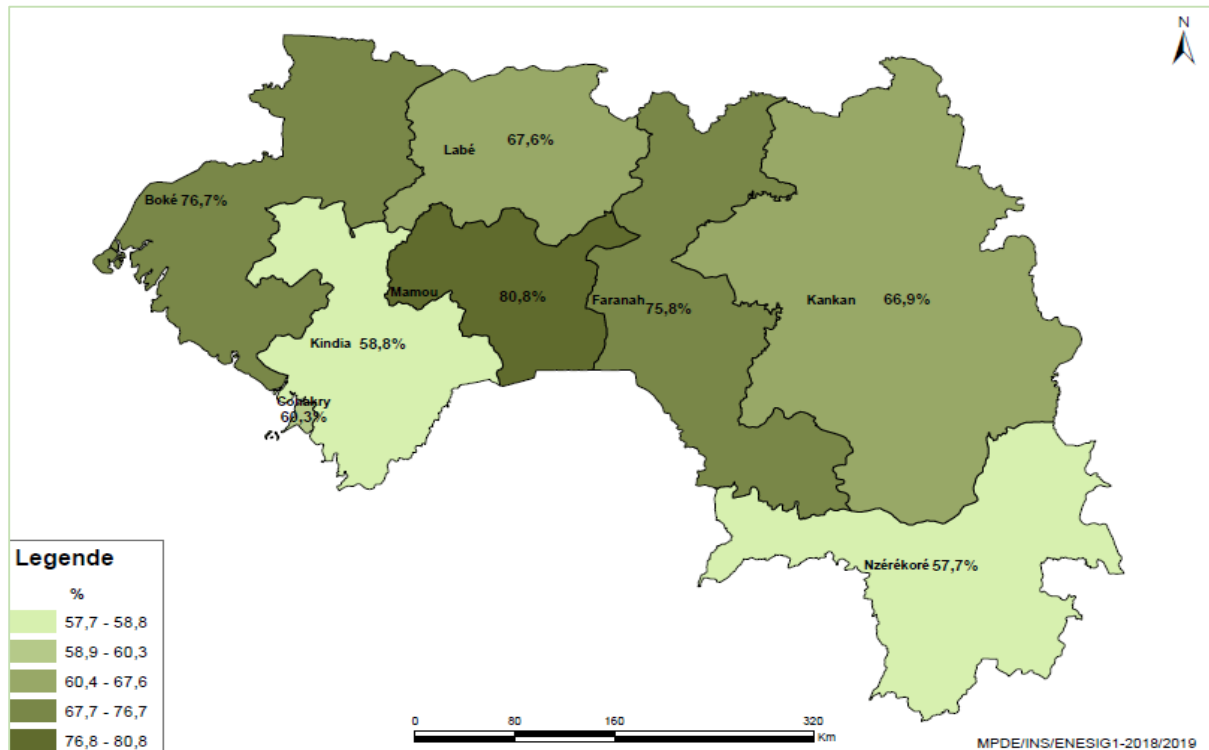 N
Labé 67,6%
Boké 76,7%
Mamou 80,8%
Faranah 75,8%
Kankan 66,9%
Kindia 58,8%
Conakry
60,3%
Nzérékoré 57,7%
Legende
%
57,7 - 58,8
58,9 - 60,3
60,4 - 67,6
67,7 - 76,7
76,8 - 80,8
0 80 160 320
Km
MPDE/INS/ENESIG1-2018/2019